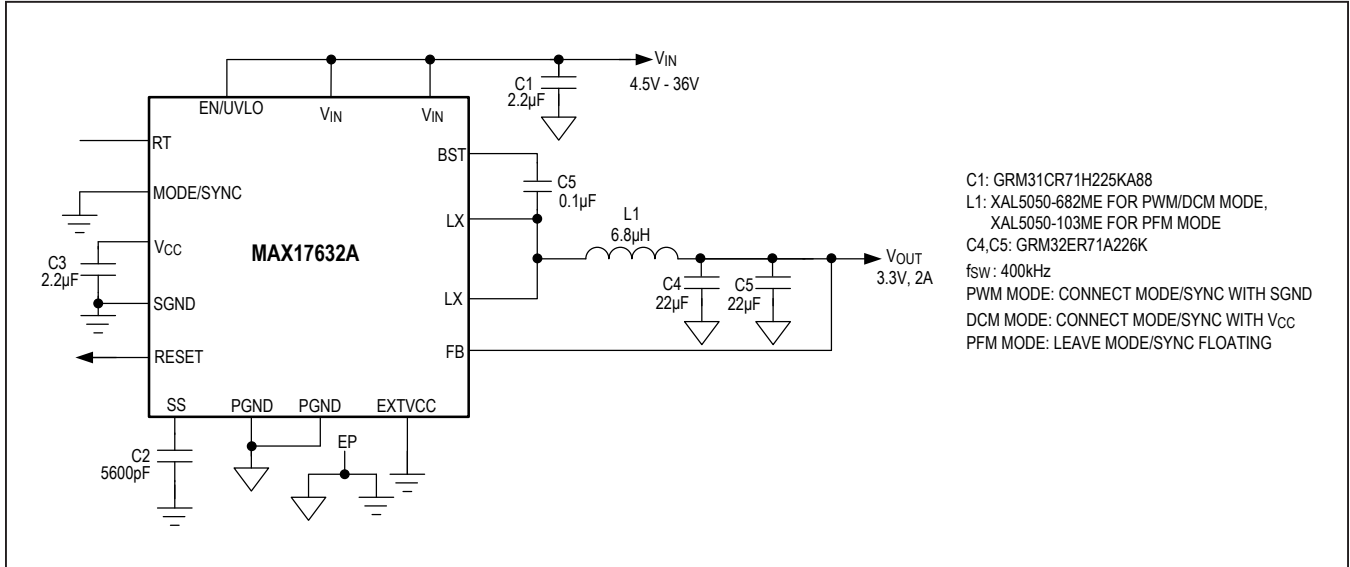 VIN
4.5V - 36V
C1
2.2µF
EN/UVLO
VIN
VIN
RT
BST
MODE/SYNC
C5
0.1µF
LX
VCC
MAX17632A
L1
6.8µH
C3
2.2µF
VOUT
3.3V, 2A
SGND
LX
C4
22µF
C5
22µF
RESET
FB
SS
PGND
PGND
EXTVCC
C2
5600pF
EP
C1: GRM31CR71H225KA88
L1: XAL5050-682ME FOR PWM/DCM MODE,
XAL5050-103ME FOR PFM MODE
C4,C5: GRM32ER71A226K
fSW : 400kHz
PWM MODE: CONNECT MODE/SYNC WITH SGND
DCM MODE: CONNECT MODE/SYNC WITH VCC
PFM MODE: LEAVE MODE/SYNC FLOATING